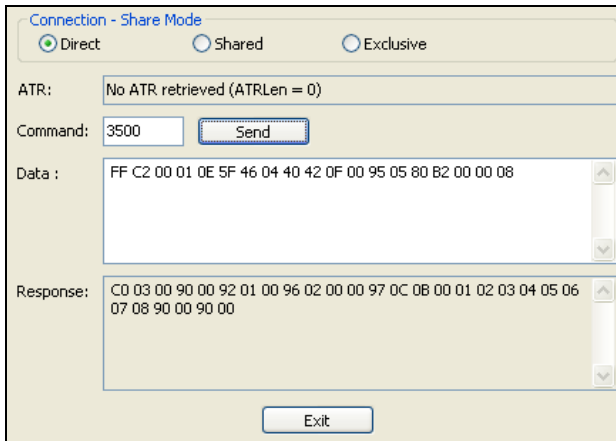 Connection - Share Mode
Direct Shared Exclusive
ATR: No ATR retrieved (ATRLen = 0)
Command: 3500 Send
Data : FF C2 00 01 0E 5F 46 04 40 42 0F 00 95 05 80 B2 00 00 08
Response: C0 03 00 90 00 92 01 00 96 02 00 00 97 0C 0B 00 01 02 03 04 05 06
07 08 90 00 90 00
Exit